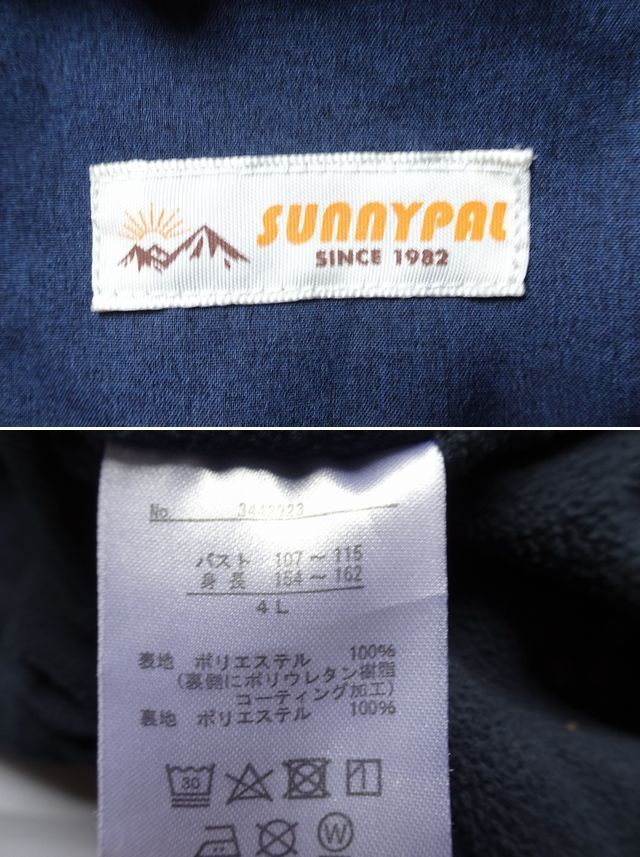 SUNNYPAL
SINCE 1982
No. 3442923
バスト 107～115
身長 154～162
4L
表地 ポリエステル 100%
(裏側にポリウレタン樹脂
コーティング加工)
裏地 ポリエステル 100%
30
W